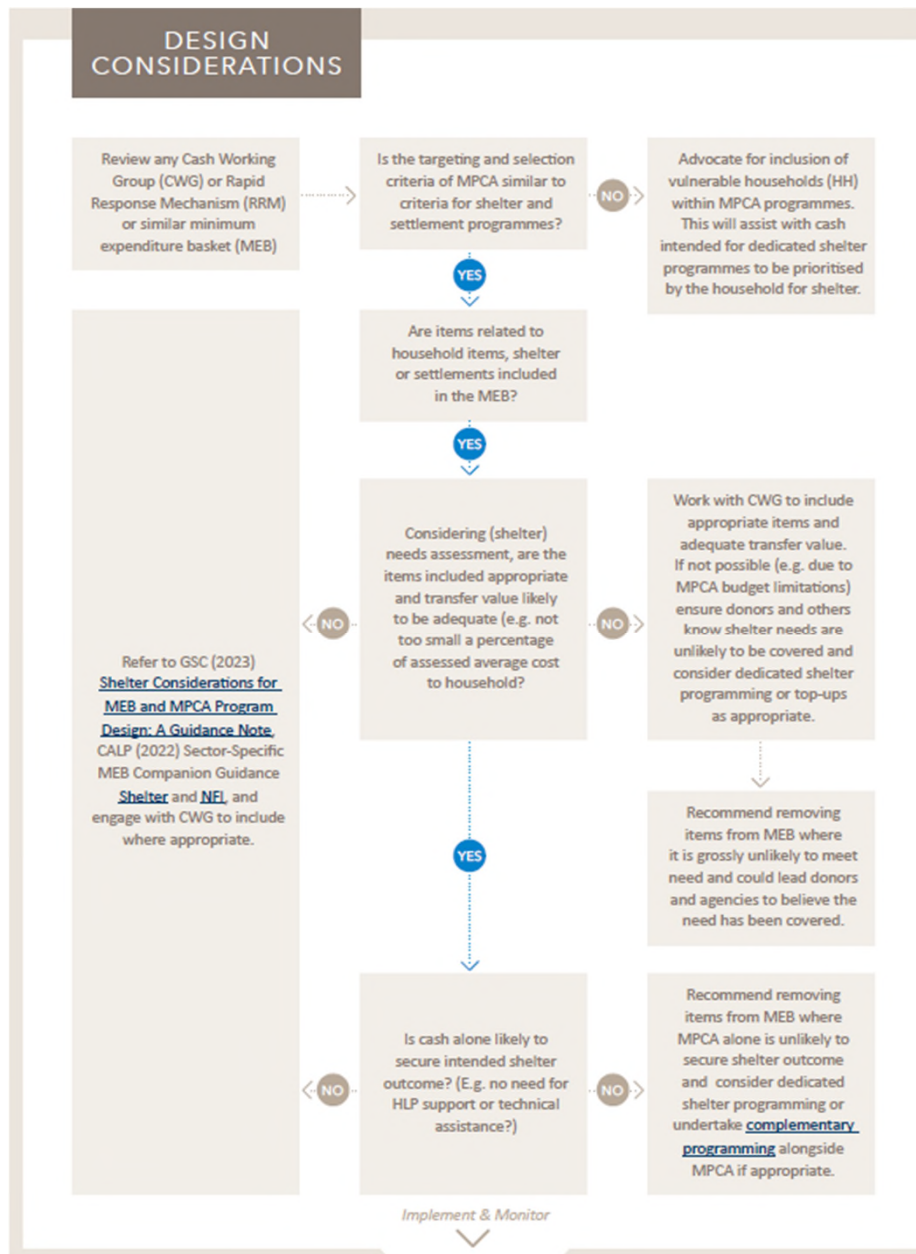 DESIGN
CONSIDERATIONS
Review any Cash Working
Group (CWG) or Rapid
Response Mechanism (RRM)
or similar minimum
expenditure basket (MEB)
Is the targeting and selection
criteria of MPCA similar to
criteria for shelter and
settlement programmes?
NO
Advocate for inclusion of
vulnerable households (HH)
within MPCA programmes.
This will assist with cash
intended for dedicated shelter
programmes to be prioritised
by the household for shelter.
YES
Are items related to
household items, shelter
or settlements included
in the MEB?
YES
Considering (shelter)
needs assessment, are the
items included appropriate
and transfer value likely
to be adequate (e.g. not
too small a percentage
of assessed average cost
to household?
NO
NO
Work with CWG to include
appropriate items and
adequate transfer value.
If not possible (e.g. due to
MPCA budget limitations)
ensure donors and others
know shelter needs are
unlikely to be covered and
consider dedicated shelter
programming or top-ups
as appropriate.
Refer to GSC (2023)
Shelter Considerations for
MEB and MPCA Program
Design: A Guidance Note,
CALP (2022) Sector-Specific
MEB Companion Guidance
Shelter and NFI, and
engage with CWG to include
where appropriate.
Recommend removing
items from MEB where
it is grossly unlikely to meet
need and could lead donors
and agencies to believe the
need has been covered.
YES
Is cash alone likely to
secure intended shelter
outcome? (E.g. no need for
HLP support or technical
assistance?)
NO
NO
Recommend removing
items from MEB where
MPCA alone is unlikely to
secure shelter outcome
and consider dedicated
shelter programming or
undertake complementary
programming alongside
MPCA if appropriate.
Implement & Monitor